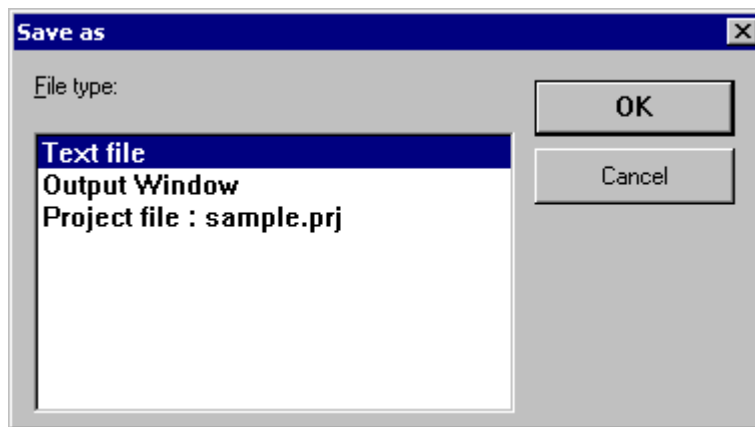 Save as
File type:
Text file
Output Window
Project file : sample.prj
OK
Cancel